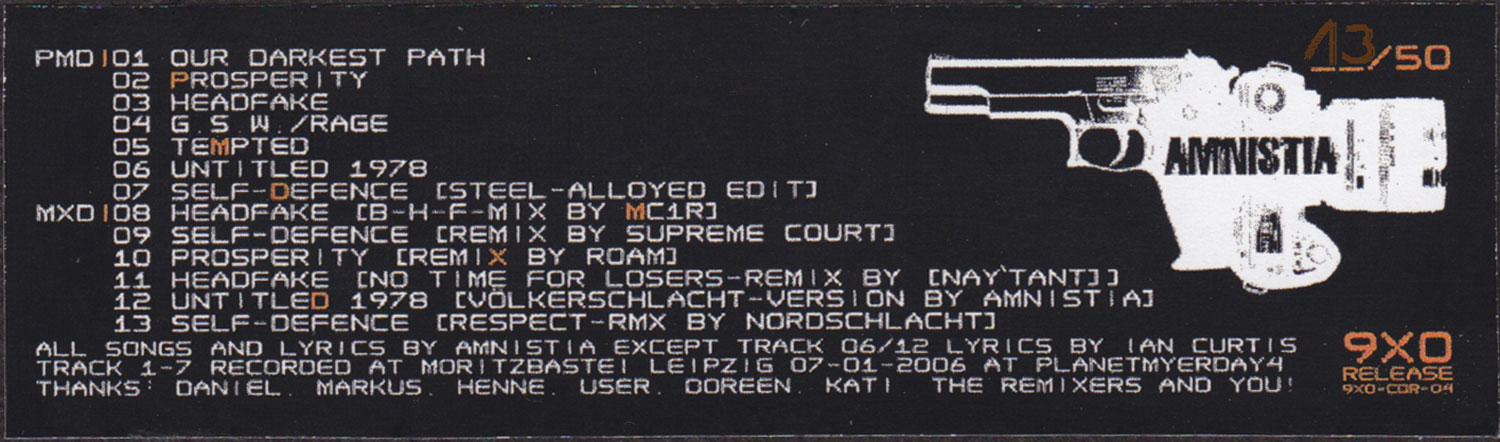 PMD|01 OUR DARKEST PATH
02 PROSPERITY
03 HEADFAKE
04 G.S.W./RAGE
05 TEMPTED
06 UNTITLED 1978
07 SELF-DEFENCE [STEEL-ALLOYED EDIT]
MXD|08 HEADFAKE [B-H-F-MIX BY MC1R]
09 SELF-DEFENCE [REMIX BY SUPREME COURT]
10 PROSPERITY [REMIX BY ROAM]
11 HEADFAKE [NO TIME FOR LOSERS-REMIX BY [NAY'TANT]]
12 UNTITLED 1978 [VÖLKERSCHLACHT-VERSION BY AMNISTIA]
13 SELF-DEFENCE [RESPECT-RMX BY NORDSCHLACHT]
ALL SONGS AND LYRICS BY AMNISTIA EXCEPT TRACK 06/12 LYRICS BY IAN CURTIS
TRACK 1-7 RECORDED AT MORITZBASTEI LEIPZIG 07-01-2006 AT PLANETMYERDAY4
THANKS: DANIEL. MARKUS. HENNE. USER. DOREEN. KATI. THE REMIXERS AND YOU!
13/50
AMNISTIA
A
9XO
RELEASE
9XO-CDR-04